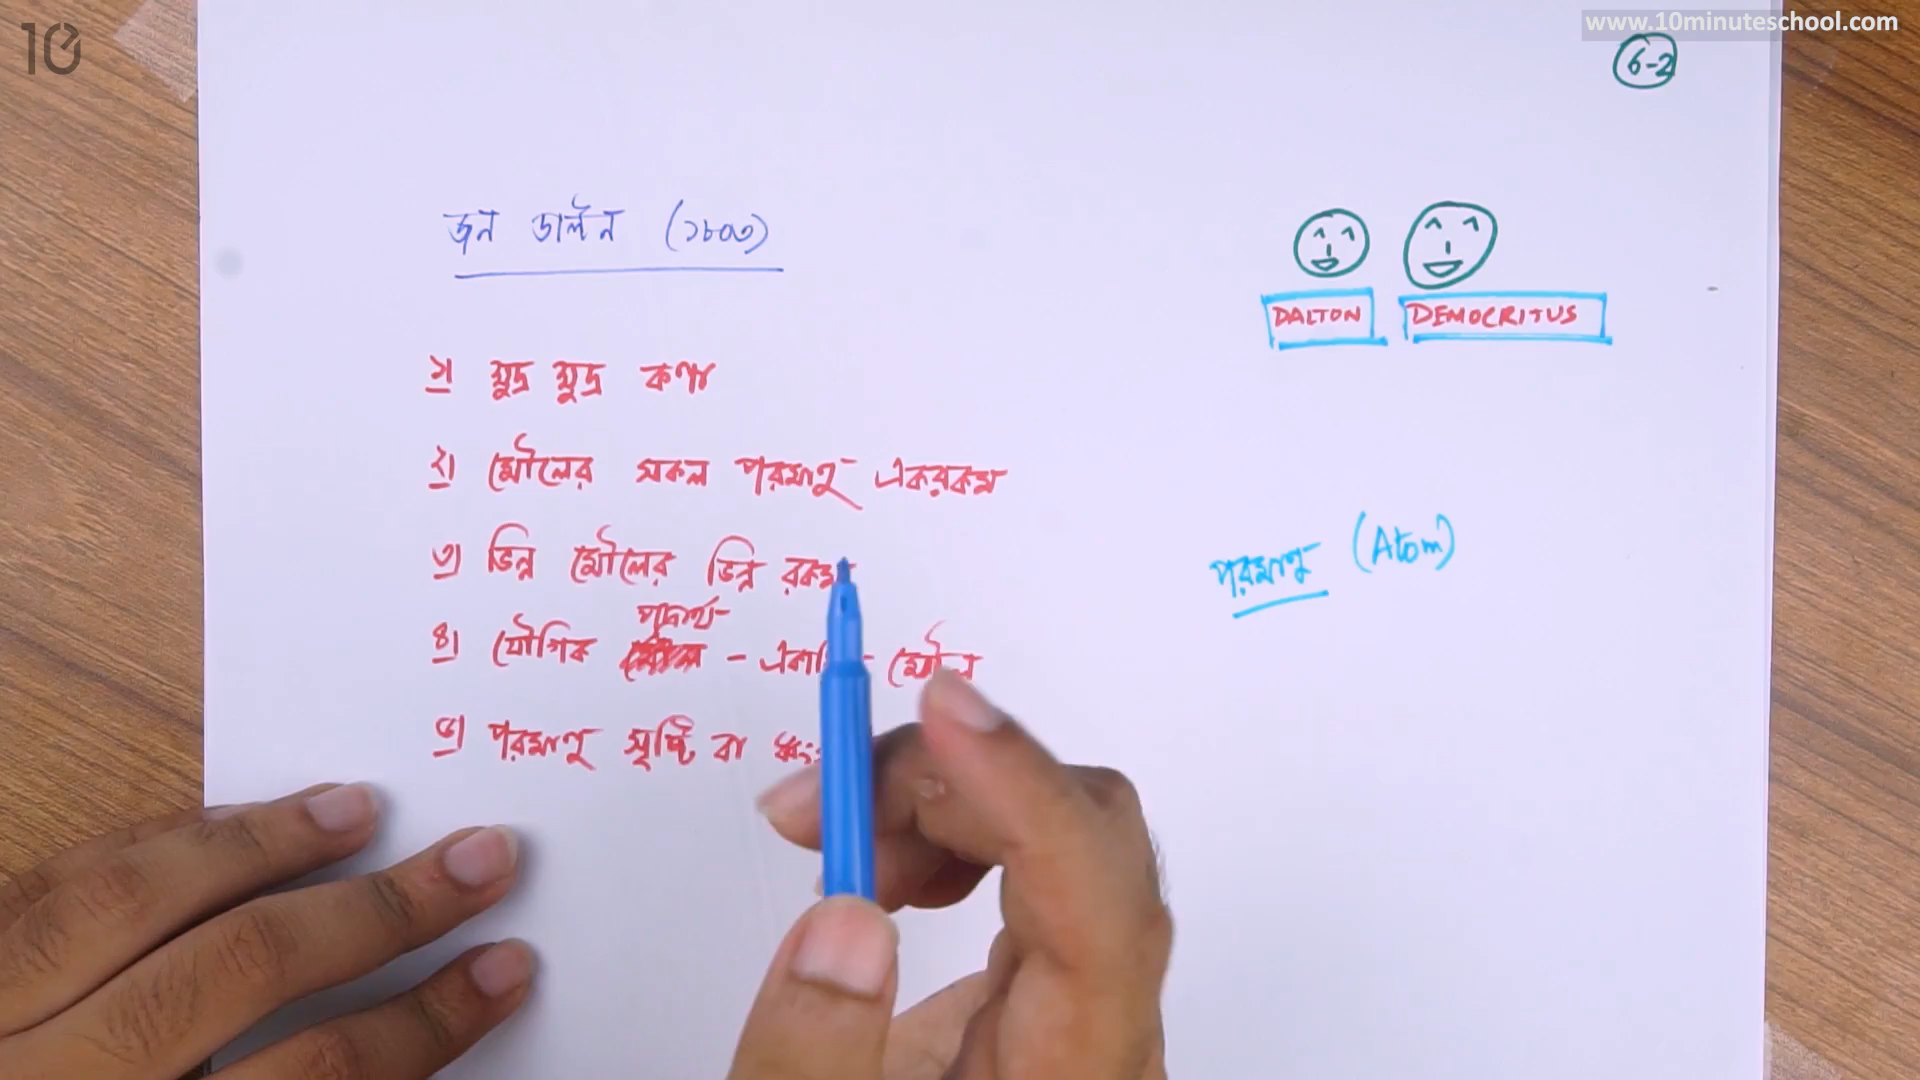 10
www.10minuteschool.com
6-2
জন ডাল্টন (১৮০৩)
DALTON
DEMOCRITUS
১। ক্ষুদ্র ক্ষুদ্র কণা
২। মৌলের সকল পরমাণু একরকম
৩। ভিন্ন মৌলের ভিন্ন রকম
পরমাণু (Atom)
পদার্থ
৪। যৌগিক - - মৌল
৫। পরমাণু সৃষ্টি বা